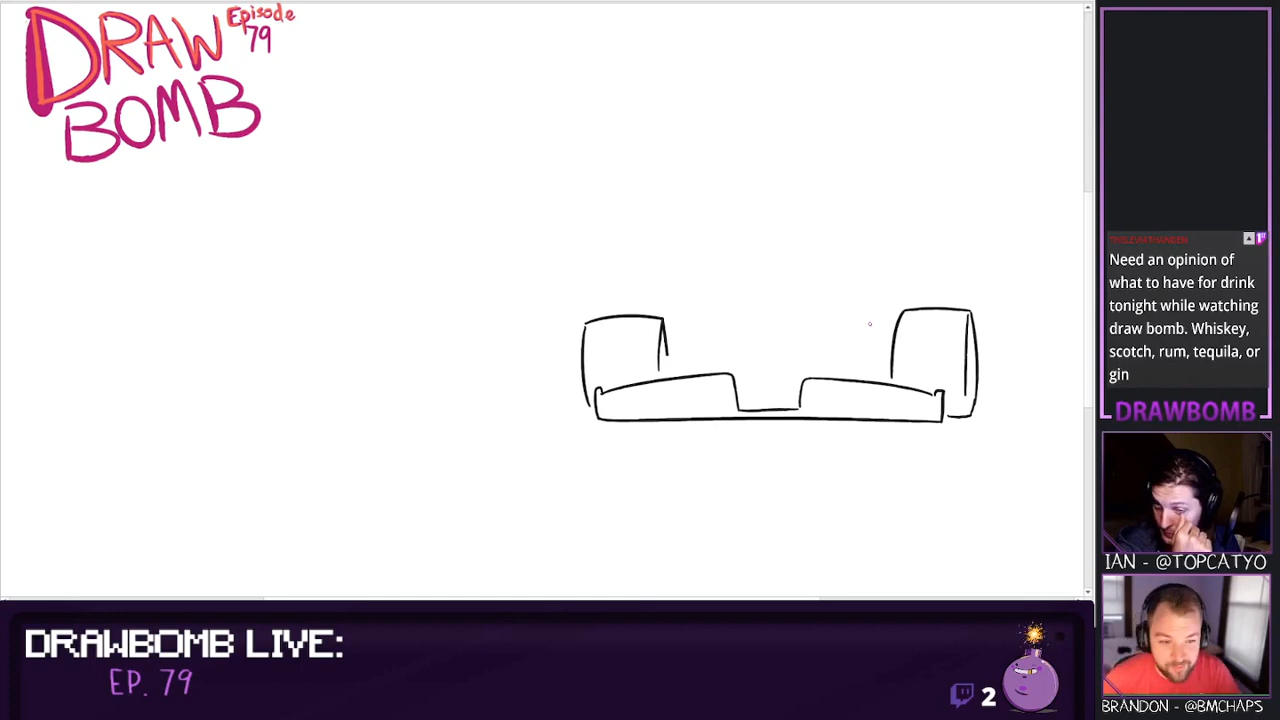 DRAW
Episode
79
BOMB
Need an opinion of
what to have for drink
tonight while watching
draw bomb. Whiskey,
scotch, rum, tequila, or
gin
DRAWBOMB
IAN - @TOPCATYO
BRANDON - @BMCHAPS
DRAWBOMB LIVE:
EP. 79
2